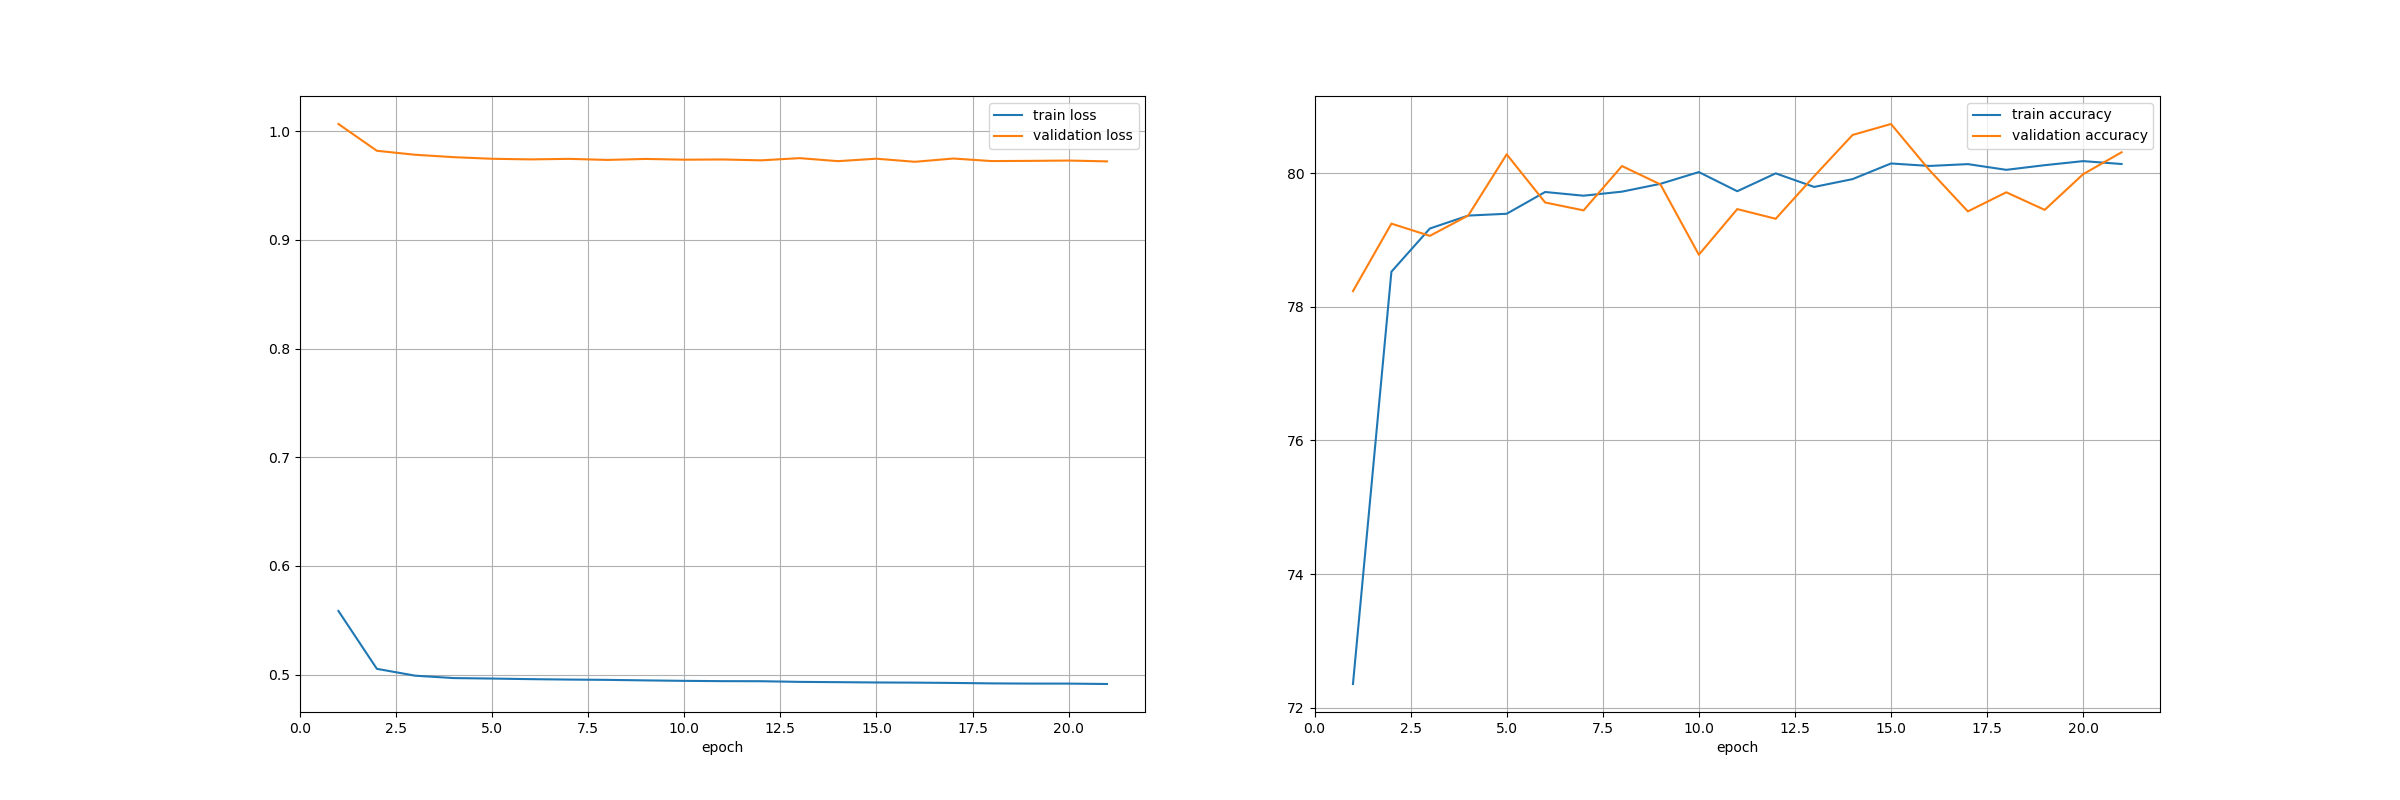 train loss
validation loss
1.0
0.9
0.8
0.7
0.6
0.5
0.0 2.5 5.0 7.5 10.0 12.5 15.0 17.5 20.0
epoch
train accuracy
validation accuracy
80
78
76
74
72
0.0 2.5 5.0 7.5 10.0 12.5 15.0 17.5 20.0
epoch